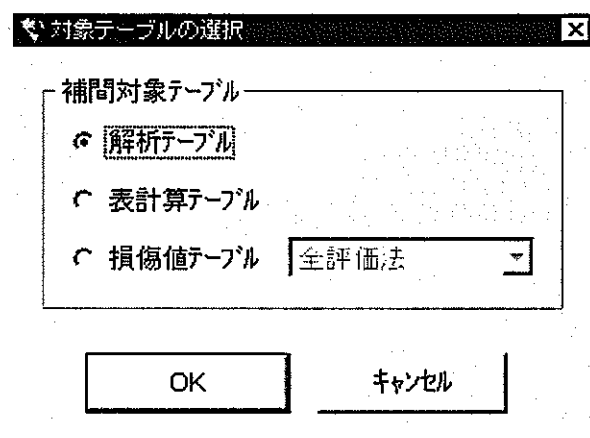 対象テーブルの選択
補間対象ﾃｰﾌﾞﾙ
解析ﾃｰﾌﾞﾙ
表計算ﾃｰﾌﾞﾙ
損傷値ﾃｰﾌﾞﾙ 全評価法
OK ｷｬﾝｾﾙ